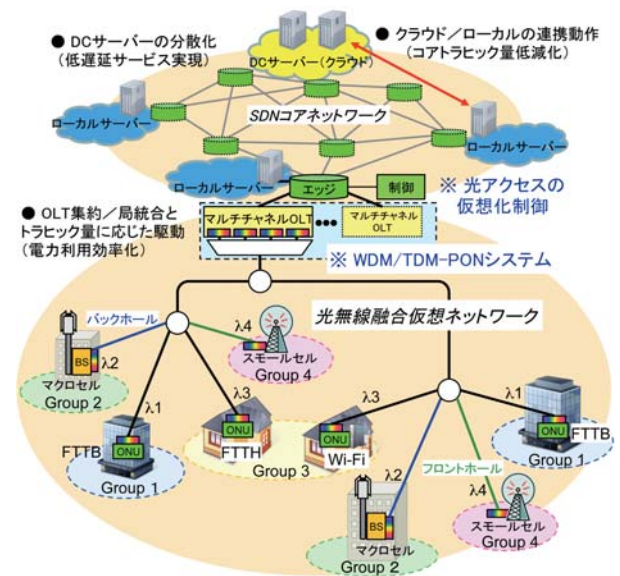 ● DCサーバーの分散化
(低遅延サービス実現)
● クラウド／ローカルの連携動作
(コアトラヒック量低減化)
DCサーバー(クラウド)
ローカルサーバー
SDNコアネットワーク
ローカルサーバー
ローカルサーバー
エッジ
制御
※ 光アクセスの
仮想化制御
● OLT集約／局統合と
トラヒック量に応じた駆動
(電力利用効率化)
マルチチャネルOLT
•••
マルチチャネル
OLT
※ WDM/TDM-PONシステム
光無線融合仮想ネットワーク
バックホール
BS
λ2
マクロセル
Group 2
λ4
スモールセル
Group 4
λ1
λ3
FTTB
ONU
Group 1
ONU
FTTH
Group 3
λ3
ONU
Wi-Fi
λ1
ONU
FTTB
Group 1
λ2
フロントホール
BS
マクロセル
Group 2
λ4
スモールセル
Group 4